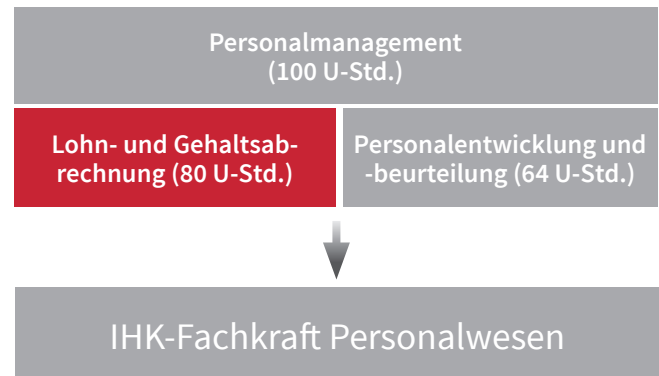 Personalmanagement
(100 U-Std.)
Lohn- und Gehaltsab-
rechnung (80 U-Std.)
Personalentwicklung und
-beurteilung (64 U-Std.)
IHK-Fachkraft Personalwesen